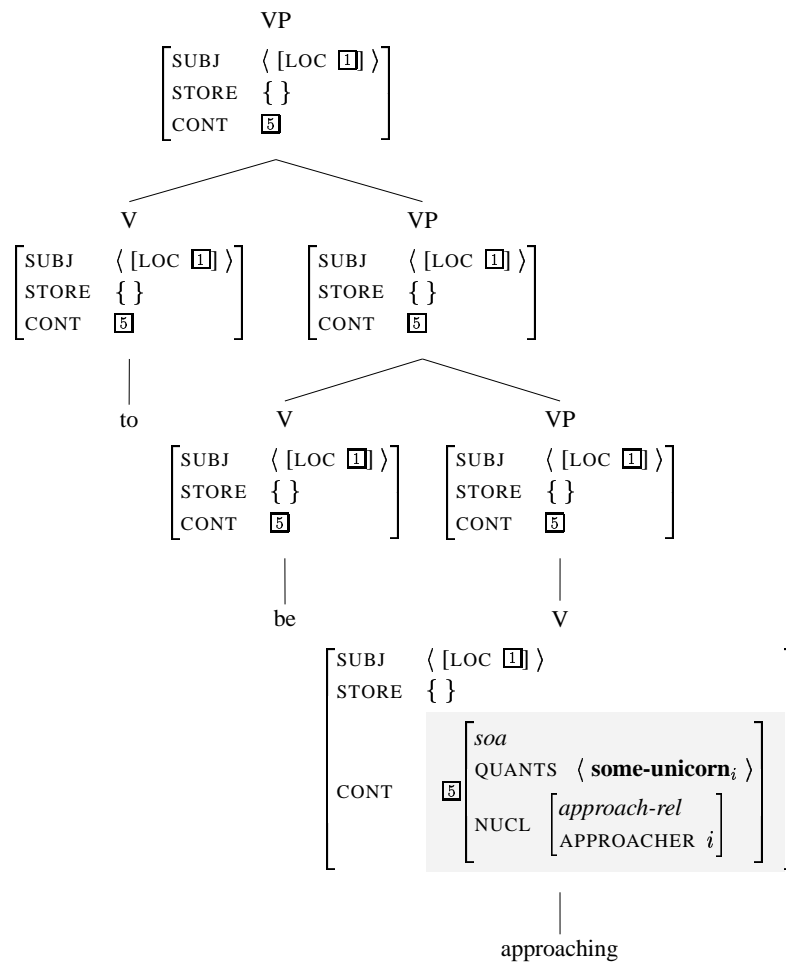 VP
SUBJ ⟨ [LOC 1] ⟩
STORE { }
CONT 5
V VP
SUBJ ⟨ [LOC 1] ⟩ SUBJ ⟨ [LOC 1] ⟩
STORE { } STORE { }
CONT 5 CONT 5
to V VP
SUBJ ⟨ [LOC 1] ⟩ SUBJ ⟨ [LOC 1] ⟩
STORE { } STORE { }
CONT 5 CONT 5
be V
SUBJ ⟨ [LOC 1] ⟩
STORE { }
soa
QUANTS ⟨ some-unicorn_i ⟩
CONT 5
approach-rel
NUCL
APPROACHER i
approaching